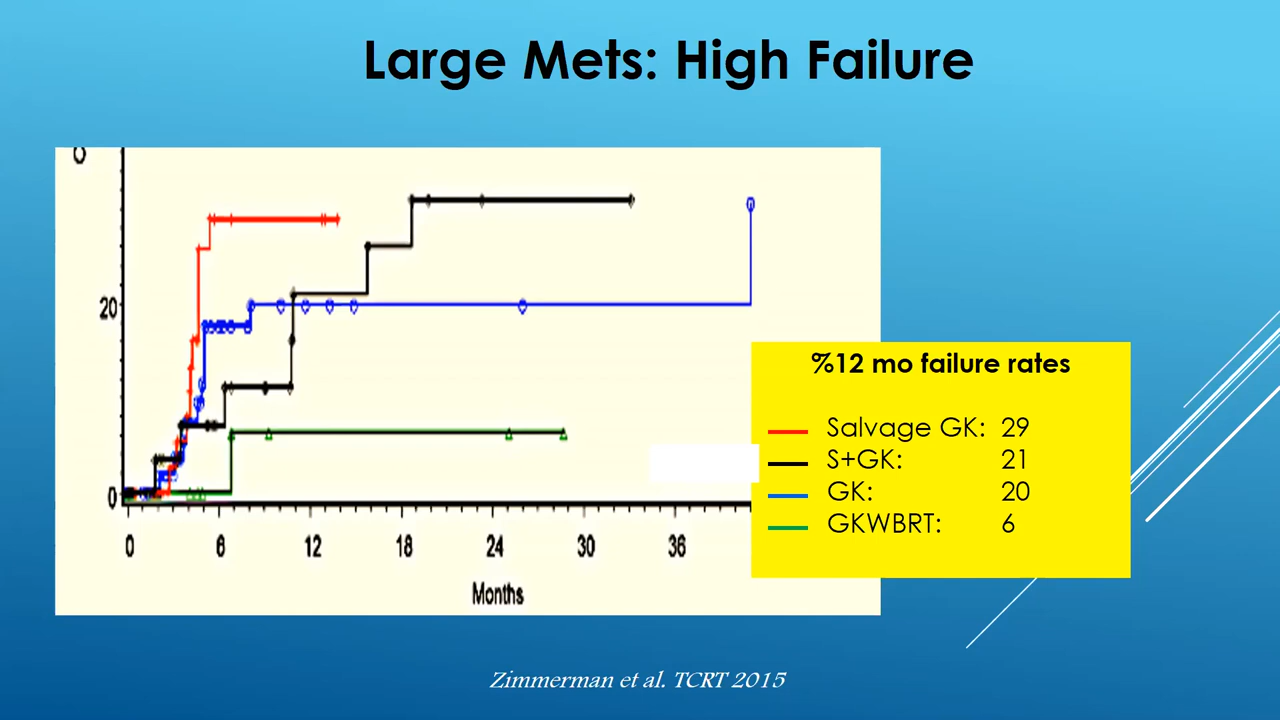 Large Mets: High Failure
20
0
0 6 12 18 24 30 36
Months
%12 mo failure rates
Salvage GK: 29
S+GK: 21
GK: 20
GKWBRT: 6
Zimmerman et al. TCRT 2015